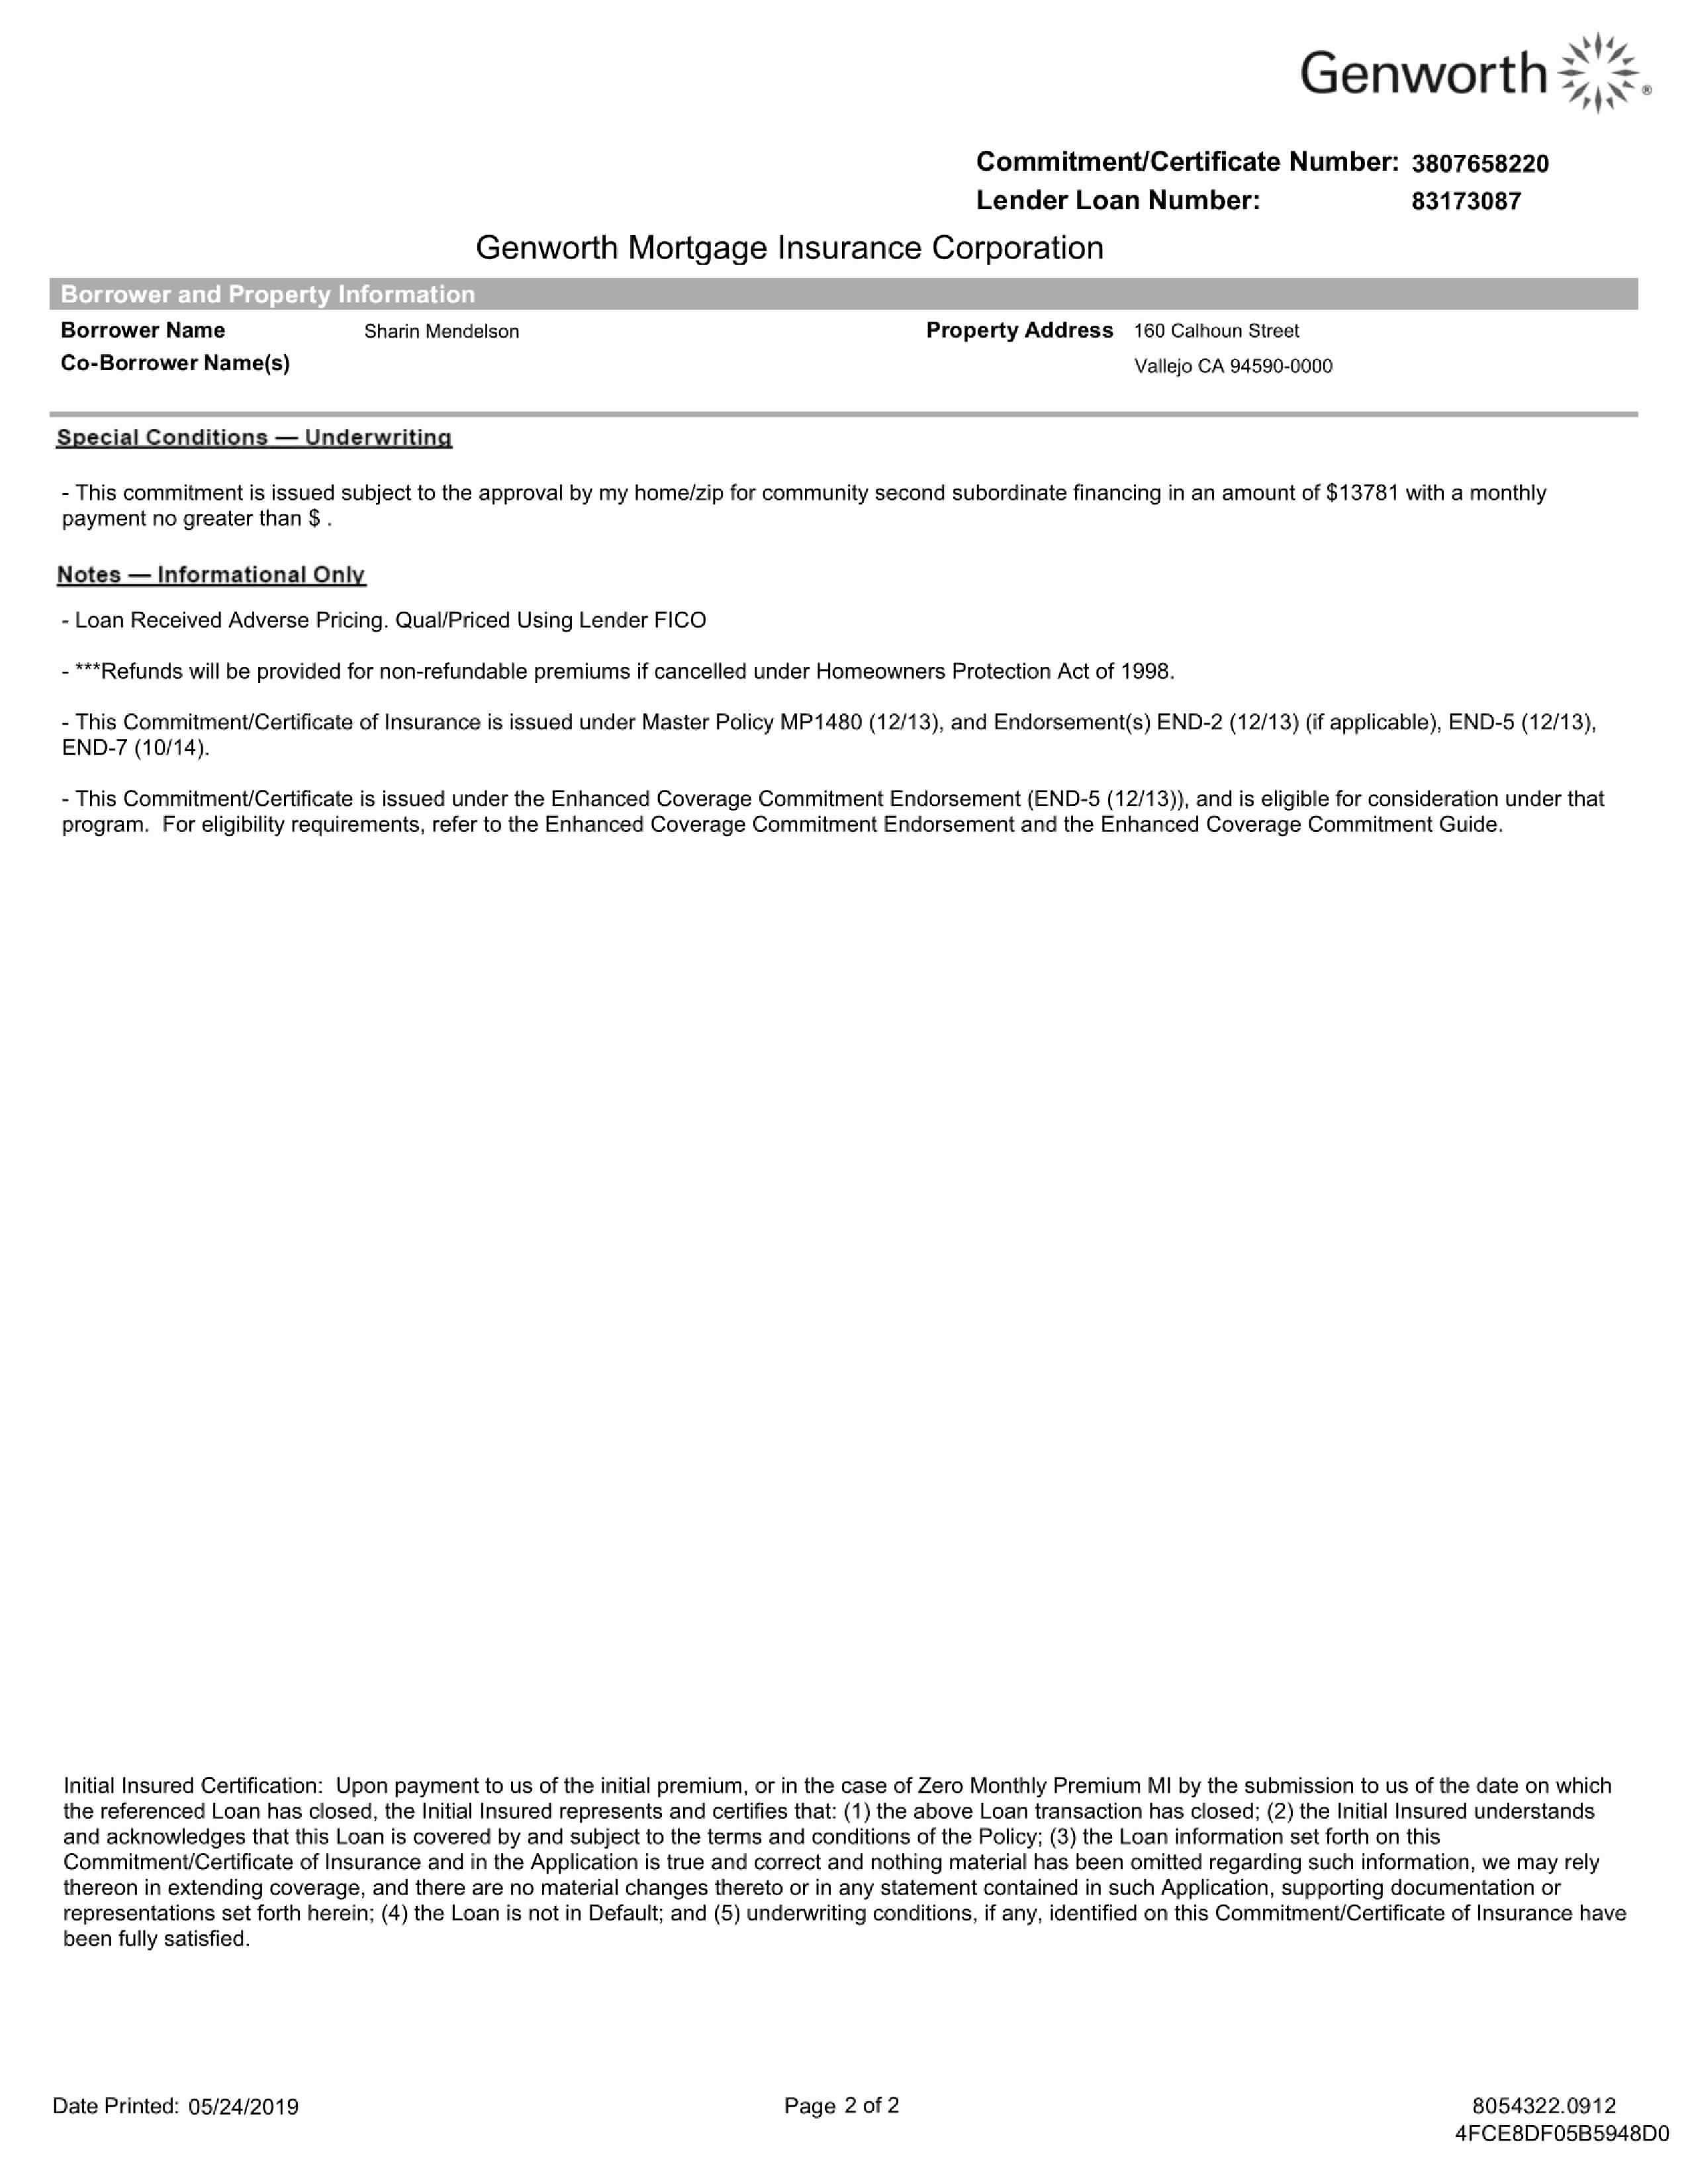 Genworth ®
Commitment/Certificate Number: 3807658220
Lender Loan Number: 83173087
Genworth Mortgage Insurance Corporation
Borrower and Property Information
Borrower Name Sharin Mendelson Property Address 160 Calhoun Street
Co-Borrower Name(s) Vallejo CA 94590-0000
Special Conditions — Underwriting
- This commitment is issued subject to the approval by my home/zip for community second subordinate financing in an amount of $13781 with a monthly
payment no greater than $ .
Notes — Informational Only
- Loan Received Adverse Pricing. Qual/Priced Using Lender FICO
- ***Refunds will be provided for non-refundable premiums if cancelled under Homeowners Protection Act of 1998.
- This Commitment/Certificate of Insurance is issued under Master Policy MP1480 (12/13), and Endorsement(s) END-2 (12/13) (if applicable), END-5 (12/13),
END-7 (10/14).
- This Commitment/Certificate is issued under the Enhanced Coverage Commitment Endorsement (END-5 (12/13)), and is eligible for consideration under that
program.  For eligibility requirements, refer to the Enhanced Coverage Commitment Endorsement and the Enhanced Coverage Commitment Guide.
Initial Insured Certification:  Upon payment to us of the initial premium, or in the case of Zero Monthly Premium MI by the submission to us of the date on which
the referenced Loan has closed, the Initial Insured represents and certifies that: (1) the above Loan transaction has closed; (2) the Initial Insured understands
and acknowledges that this Loan is covered by and subject to the terms and conditions of the Policy; (3) the Loan information set forth on this
Commitment/Certificate of Insurance and in the Application is true and correct and nothing material has been omitted regarding such information, we may rely
thereon in extending coverage, and there are no material changes thereto or in any statement contained in such Application, supporting documentation or
representations set forth herein; (4) the Loan is not in Default; and (5) underwriting conditions, if any, identified on this Commitment/Certificate of Insurance have
been fully satisfied.
Date Printed: 05/24/2019 Page 2 of 2 8054322.0912
4FCE8DF05B5948D0